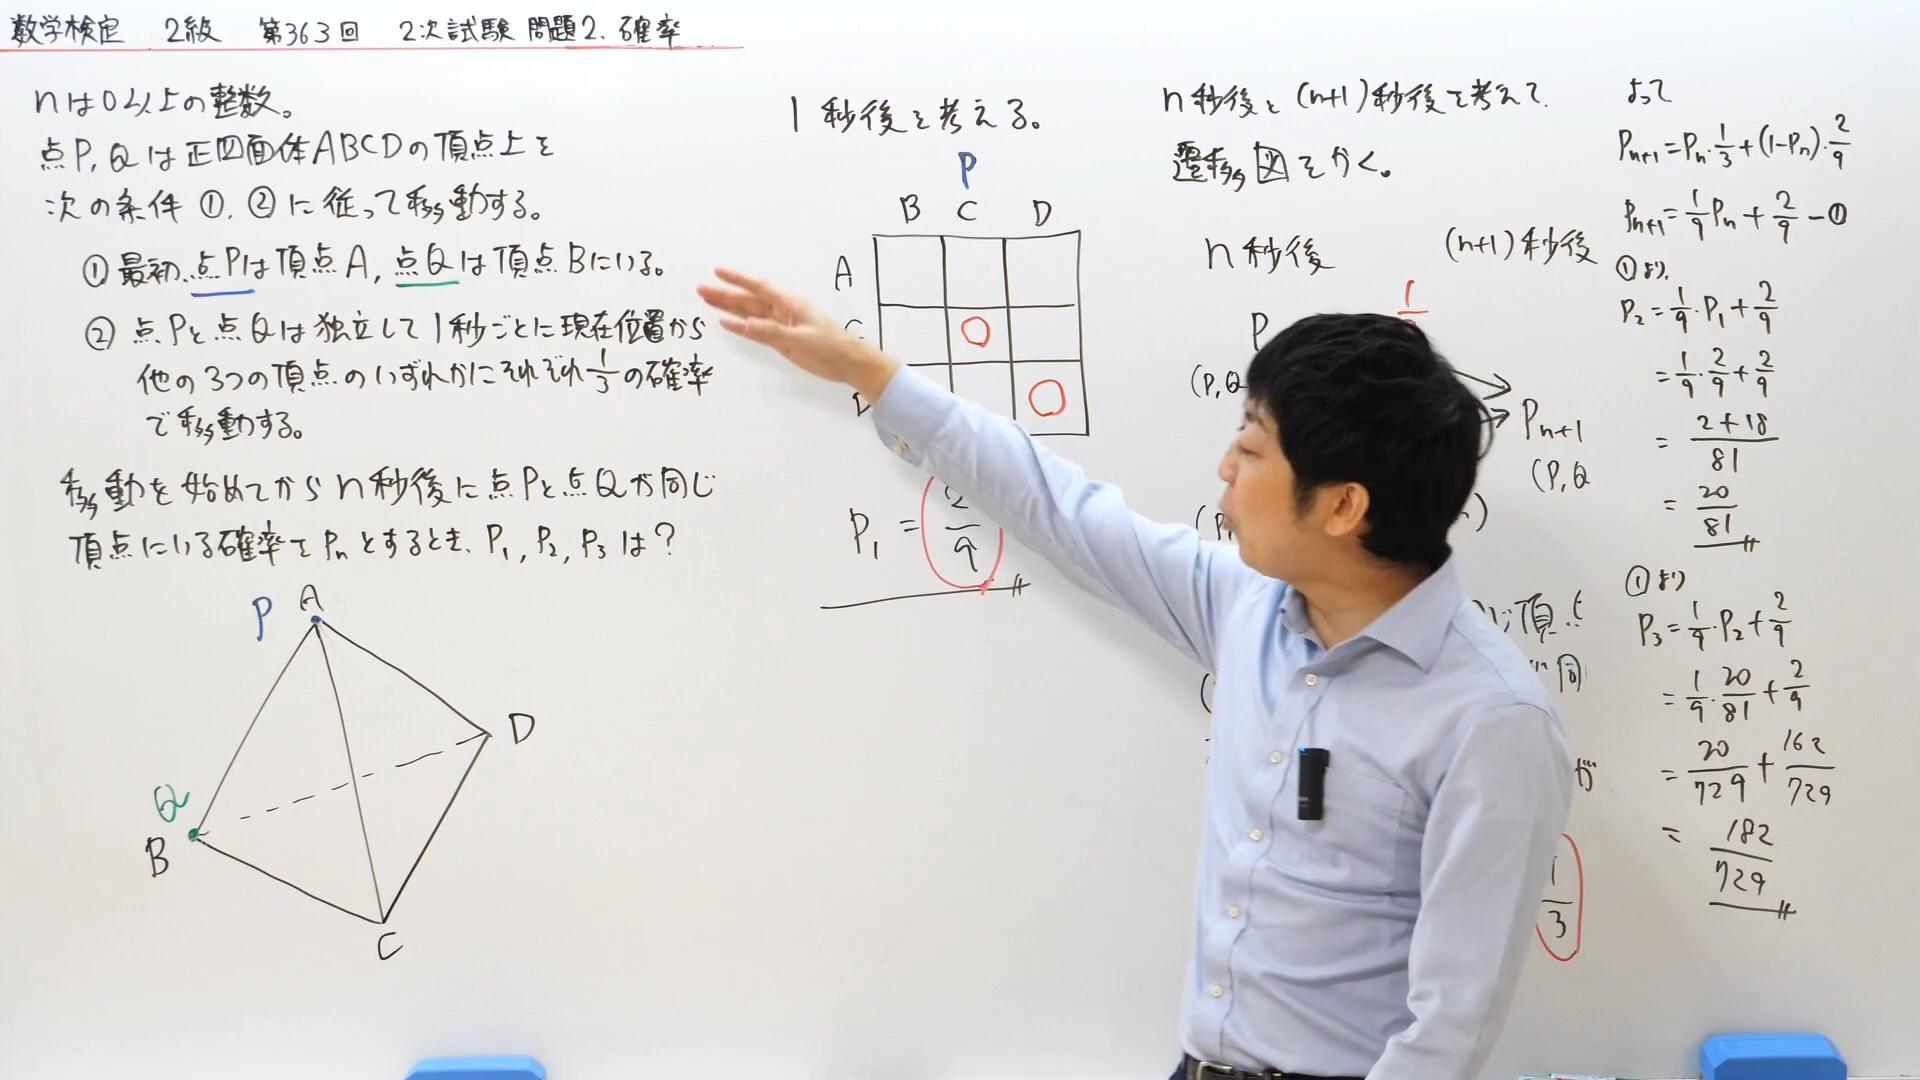 数学検定 2級 第363回 2次試験 問題2. 確率
nは0以上の整数。
点P, Qは正四面体ABCDの頂点上を
次の条件 ①, ②に従って移動する。
① 最初、点Pは頂点A, 点Qは頂点Bにいる。
② 点Pと点Qは独立して1秒ごとに現在位置から
他の3つの頂点のいずれかにそれぞれ1/3の確率
で移動する。
移動を始めてからn秒後に点Pと点Qが同じ
頂点にいる確率をPnとするとき、P1, P2, P3は?
P A
D
Q
B
C
1秒後を考える。
P
B C D
A
P1 = 2/9
n秒後と(n+1)秒後を考えて、
遷移図をかく。
n秒後 (n+1)秒後
P
(P, Q
Pn+1
(P, Q
頂点
同
が
1/3
よって
Pn+1 = Pn・1/3 + (1-Pn)・2/9
Pn+1 = 1/9 Pn + 2/9 - ①
①より、
P2 = 1/9・P1 + 2/9
= 1/9・2/9 + 2/9
= 2+18/81
= 20/81
①より
P3 = 1/9・P2 + 2/9
= 1/9・20/81 + 2/9
= 20/729 + 162/729
= 182/729